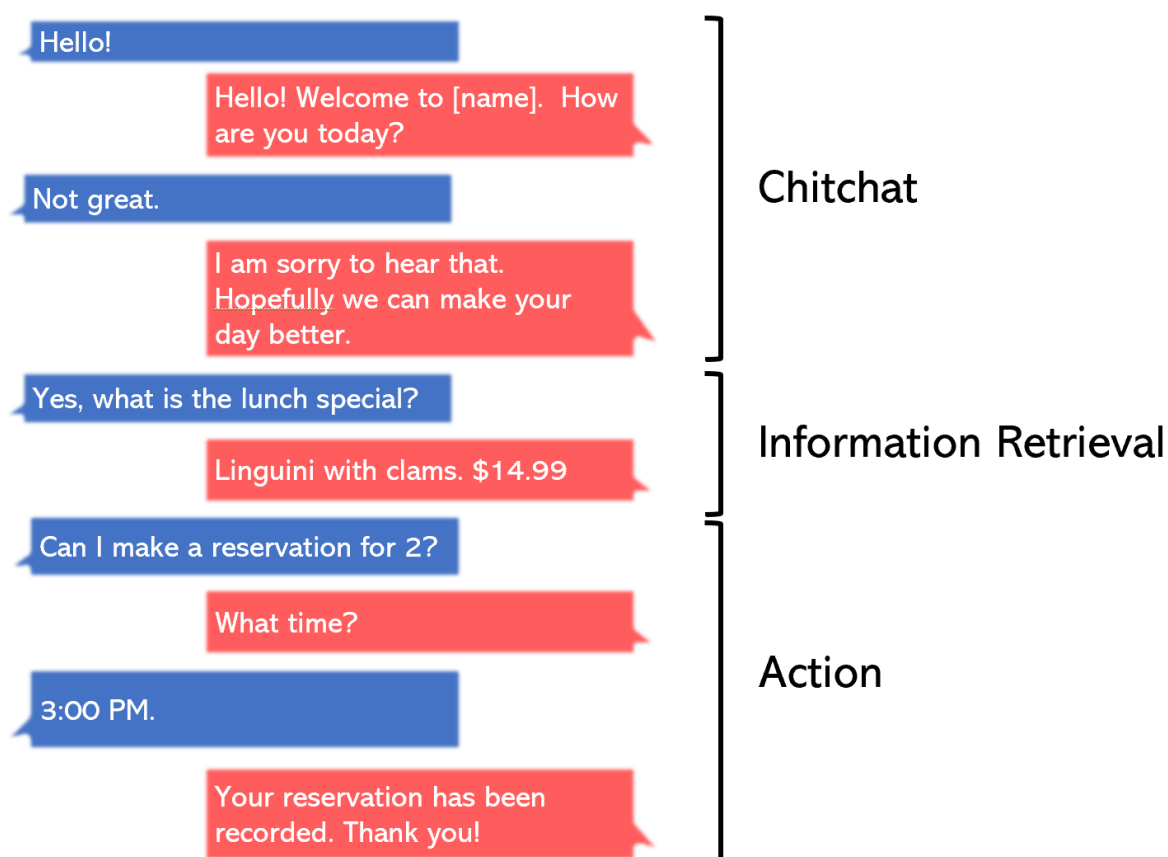 Hello!
Hello! Welcome to [name].  How
are you today?
Not great.
I am sorry to hear that.
Hopefully we can make your
day better.
Chitchat
Yes, what is the lunch special?
Linguini with clams. $14.99
Information Retrieval
Can I make a reservation for 2?
What time?
3:00 PM.
Your reservation has been
recorded. Thank you!
Action